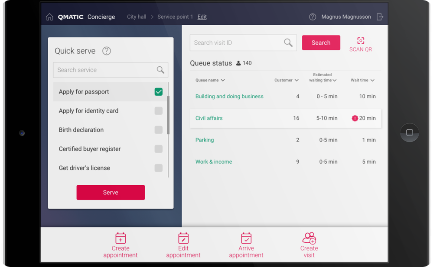 QMATIC Concierge
City hall > Service point 1 Edit
Magnus Magnusson
Quick serve
Search service
Apply for passport
Apply for identity card
Birth declaration
Certified buyer register
Get driver's license
Serve
Search visit ID
Search
SCAN QR
Queue status 140
Queue name Customer Estimated waiting time Wait time
Building and doing business 4 0-5 min 10 min
Civil affairs 16 5-10 min 20 min
Parking 2 0-5 min 1 min
Work & income 9 0-5 min 5 min
Create appointment
Edit appointment
Arrive appointment
Create visit